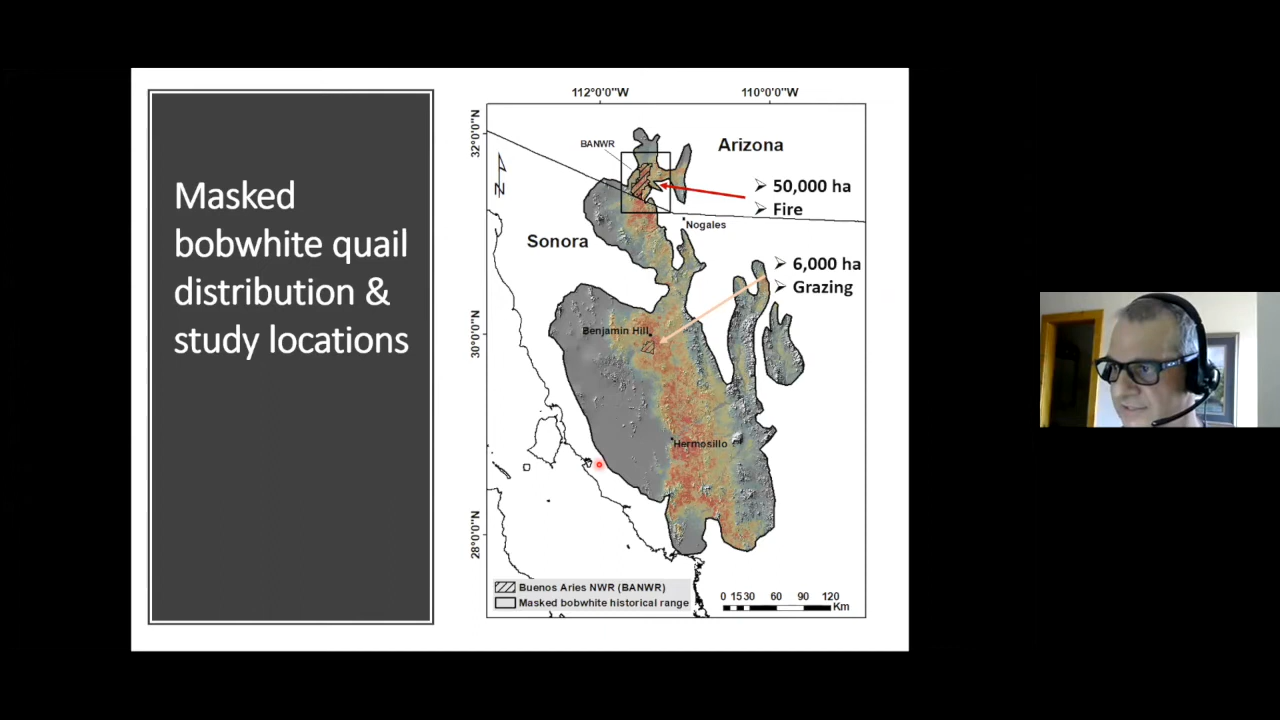 Masked
bobwhite quail
distribution &
study locations
112°0'0"W
110°0'0"W
32°0'0"N
30°0'0"N
28°0'0"N
BANWR
Arizona
➢ 50,000 ha
➢ Fire
N
Nogales
Sonora
➢ 6,000 ha
➢ Grazing
Benjamin Hill
Hermosillo
Buenos Aries NWR (BANWR)
Masked bobwhite historical range
0 15 30 60 90 120
Km